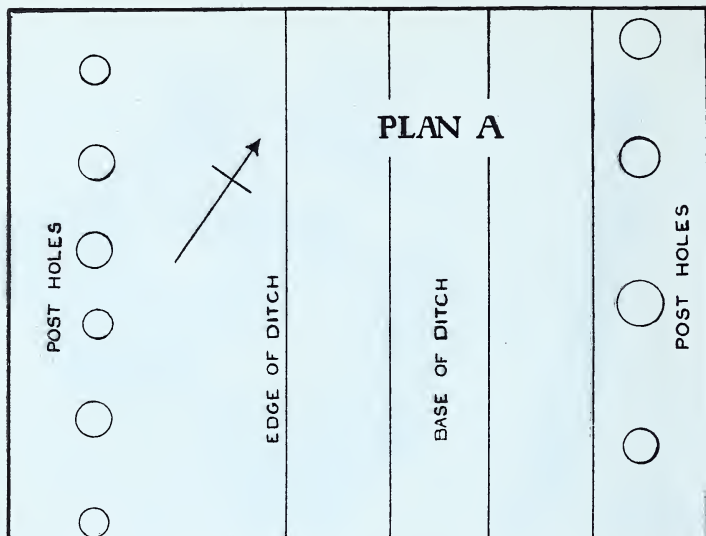 PLAN A
POST HOLES
EDGE OF DITCH
BASE OF DITCH
POST HOLES